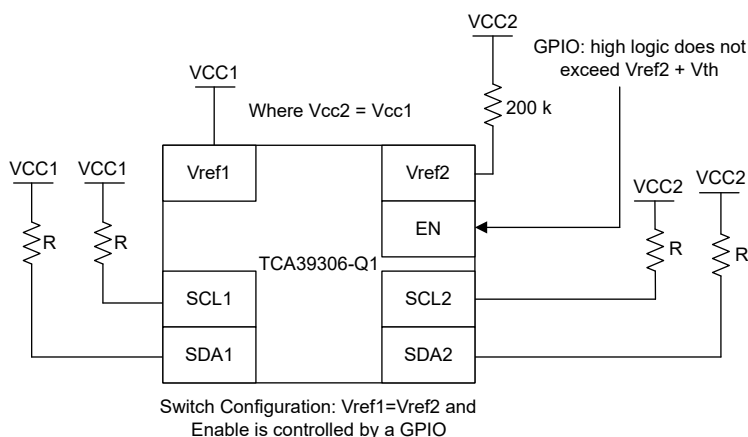 VCC2
GPIO: high logic does not
exceed Vref2 + Vth
VCC1
Where Vcc2 = Vcc1
200 k
Vref1
Vref2
VCC1
VCC1
VCC2
VCC2
EN
R
R
R
R
TCA39306-Q1
SCL1
SCL2
SDA1
SDA2
Switch Configuration: Vref1=Vref2 and
Enable is controlled by a GPIO